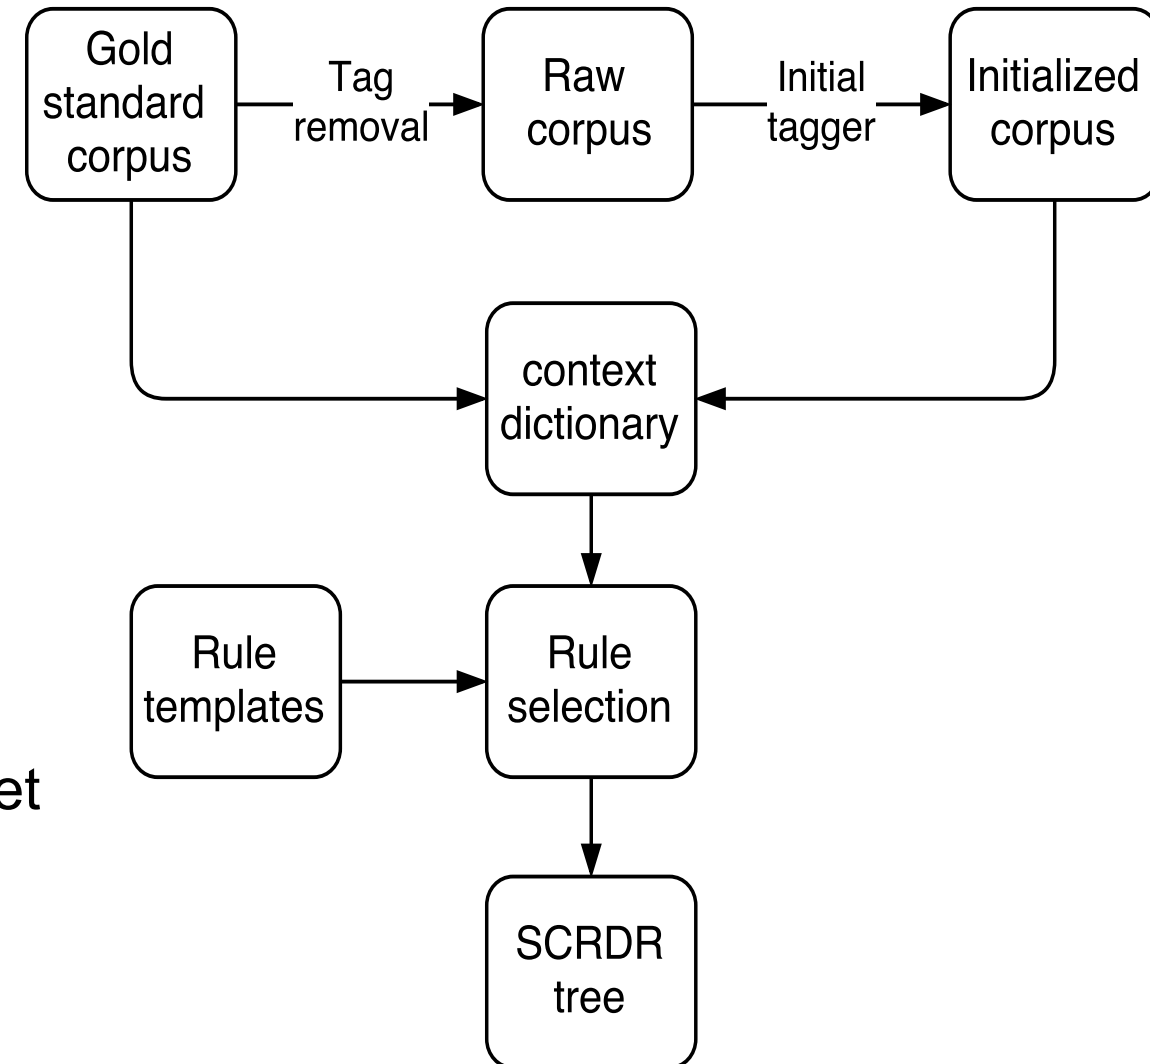 Gold
standard
corpus
Tag
removal
Raw
corpus
Initial
tagger
Initialized
corpus
context
dictionary
Rule
templates
Rule
selection
et
SCRDR
tree